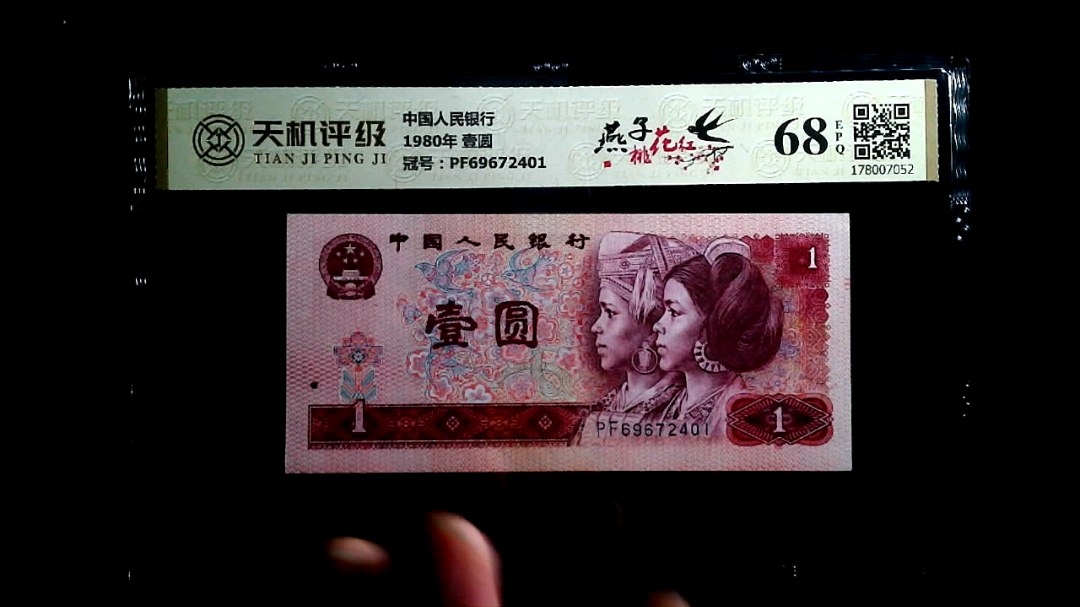 天机评级
TIAN JI PING JI
中国人民银行
1980年 壹圆
冠号：PF69672401
燕子
桃花红
68
EPQ
178007052
中国人民银行
1
壹圆
1
PF69672401
1